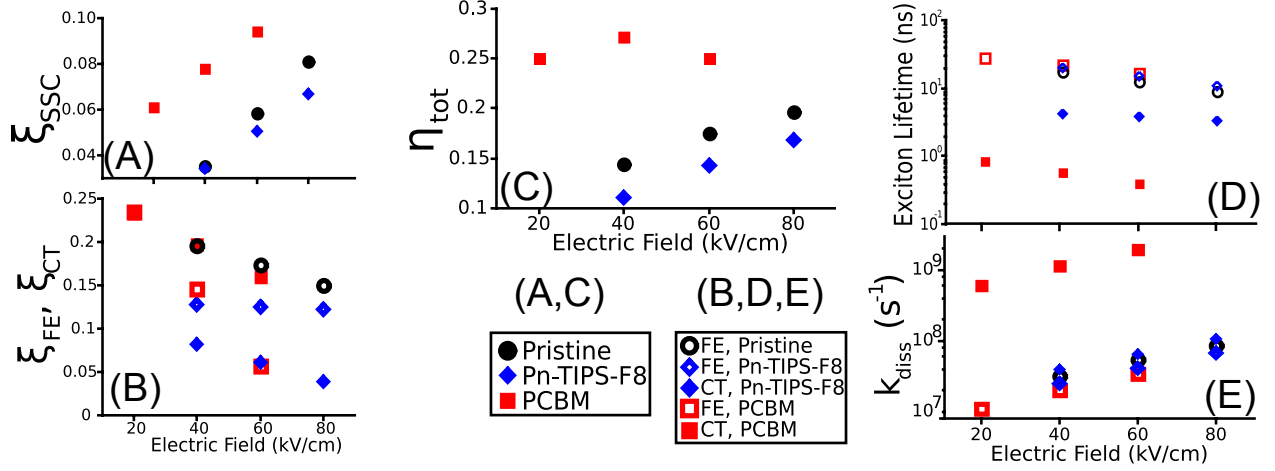 0.10
0.08
0.06
0.04
ξSSC
(A)
0.25
0.2
0.15
0.1
0.05
0
ξFE, ξCT
(B)
20 40 60 80
Electric Field (kV/cm)
0.3
0.25
0.2
0.15
0.1
ηtot
(C)
20 40 60 80
Electric Field (kV/cm)
(A,C)
Pristine
Pn-TIPS-F8
PCBM
(B,D,E)
FE, Pristine
FE, Pn-TIPS-F8
CT, Pn-TIPS-F8
FE, PCBM
CT, PCBM
10²
10¹
10⁰
10⁻¹
Exciton Lifetime (ns)
(D)
10⁹
10⁸
10⁷
kdiss (s⁻¹)
(E)
20 40 60 80
Electric Field (kV/cm)